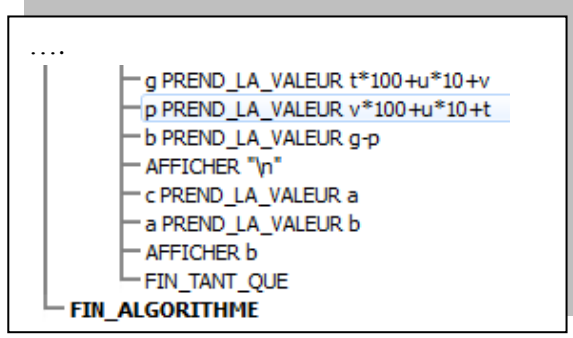 ....
g PREND_LA_VALEUR t*100+u*10+v
p PREND_LA_VALEUR v*100+u*10+t
b PREND_LA_VALEUR g-p
AFFICHER "\n"
c PREND_LA_VALEUR a
a PREND_LA_VALEUR b
AFFICHER b
FIN_TANT_QUE
FIN_ALGORITHME